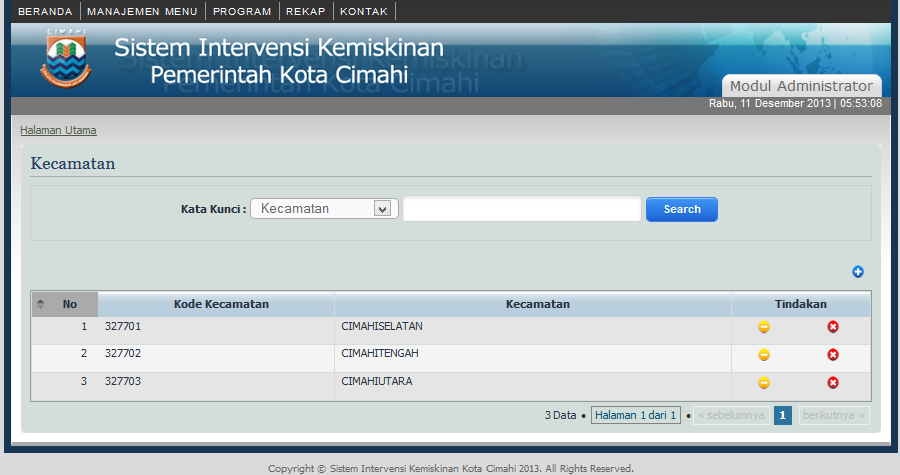 BERANDA MANAJEMEN MENU PROGRAM REKAP KONTAK
CIMAHI
Sistem Intervensi Kemiskinan
Pemerintah Kota Cimahi
Modul Administrator
Rabu, 11 Desember 2013 | 05:53:08
Halaman Utama
Kecamatan
Kata Kunci : Kecamatan Search
No Kode Kecamatan Kecamatan Tindakan
1 327701 CIMAHISELATAN
2 327702 CIMAHITENGAH
3 327703 CIMAHIUTARA
3 Data • Halaman 1 dari 1 • « sebelumnya 1 berikutnya »
Copyright © Sistem Intervensi Kemiskinan Kota Cimahi 2013. All Rights Reserved.